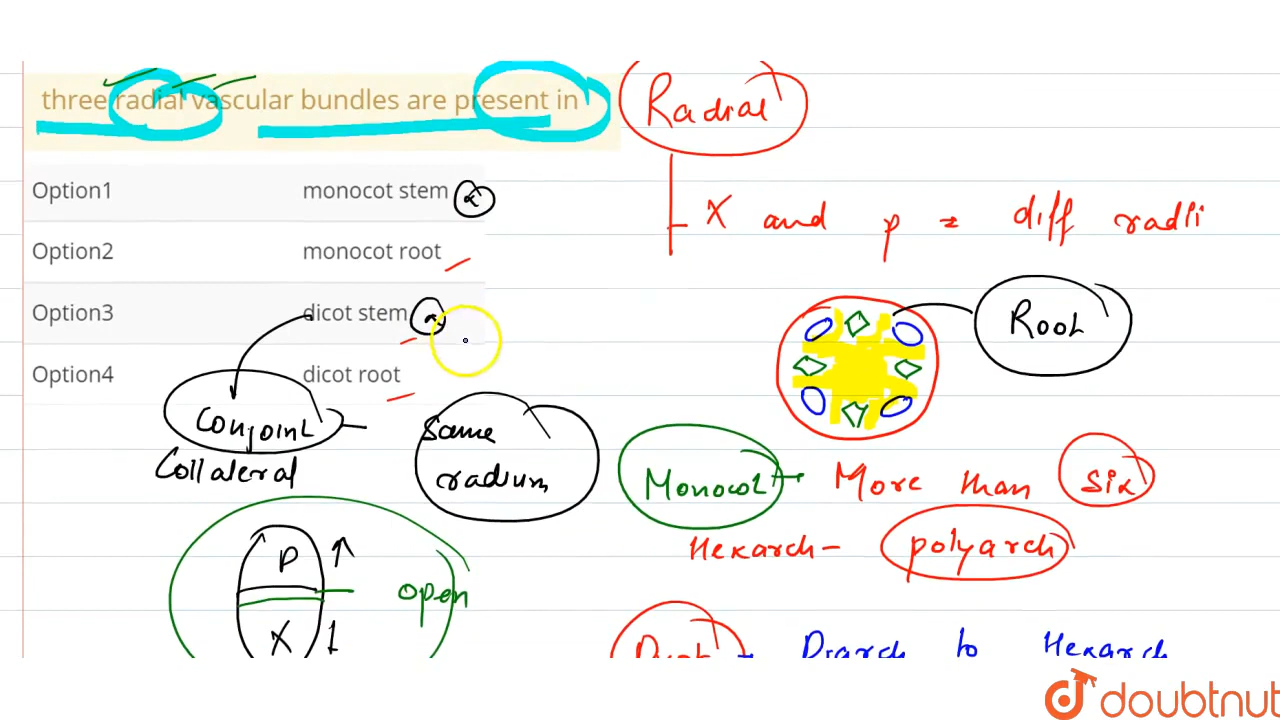 three radial vascular bundles are present in
Radial
X and p = diff radii
Option1 monocot stem x
Option2 monocot root
Option3 dicot stem x
Option4 dicot root
Root
Conjoint
Collateral
Same
radium
Monocot - More than Six
Hexarch - polyarch
P
open
X
Diarch to Hexarch
doubtnut